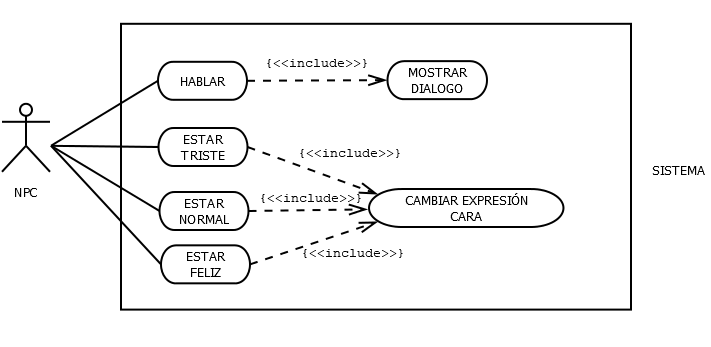 {<<include>>}
HABLAR
MOSTRAR
DIALOGO
ESTAR
TRISTE
{<<include>>}
NPC
SISTEMA
ESTAR
NORMAL
{<<include>>}
CAMBIAR EXPRESIÓN
CARA
ESTAR
FELIZ
{<<include>>}